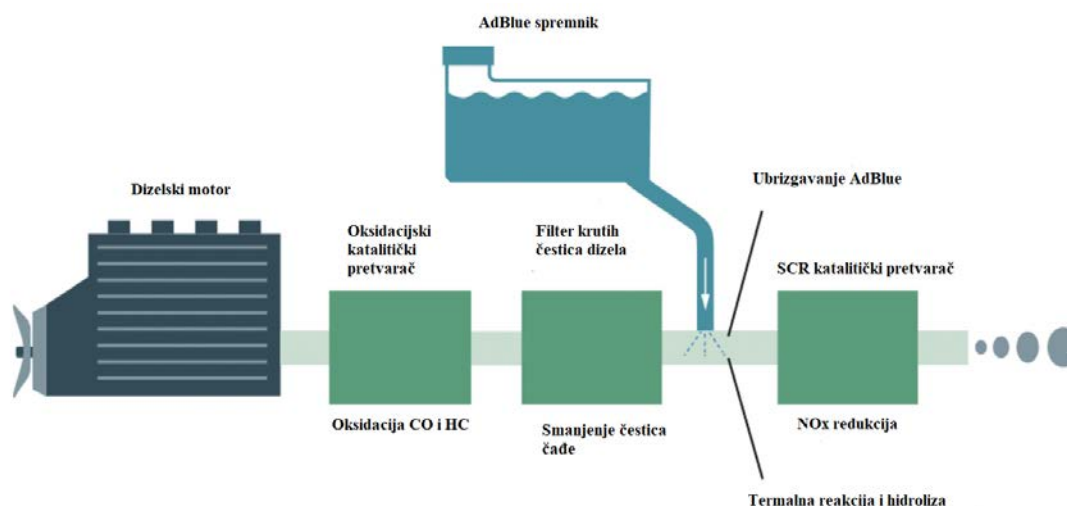 AdBlue spremnik
Dizelski motor
Ubrizgavanje AdBlue
Oksidacijski
katalitički
pretvarač
Filter krutih
čestica dizela
SCR katalitički pretvarač
Oksidacija CO i HC
Smanjenje čestica
čađe
NOx redukcija
Termalna reakcija i hidroliza